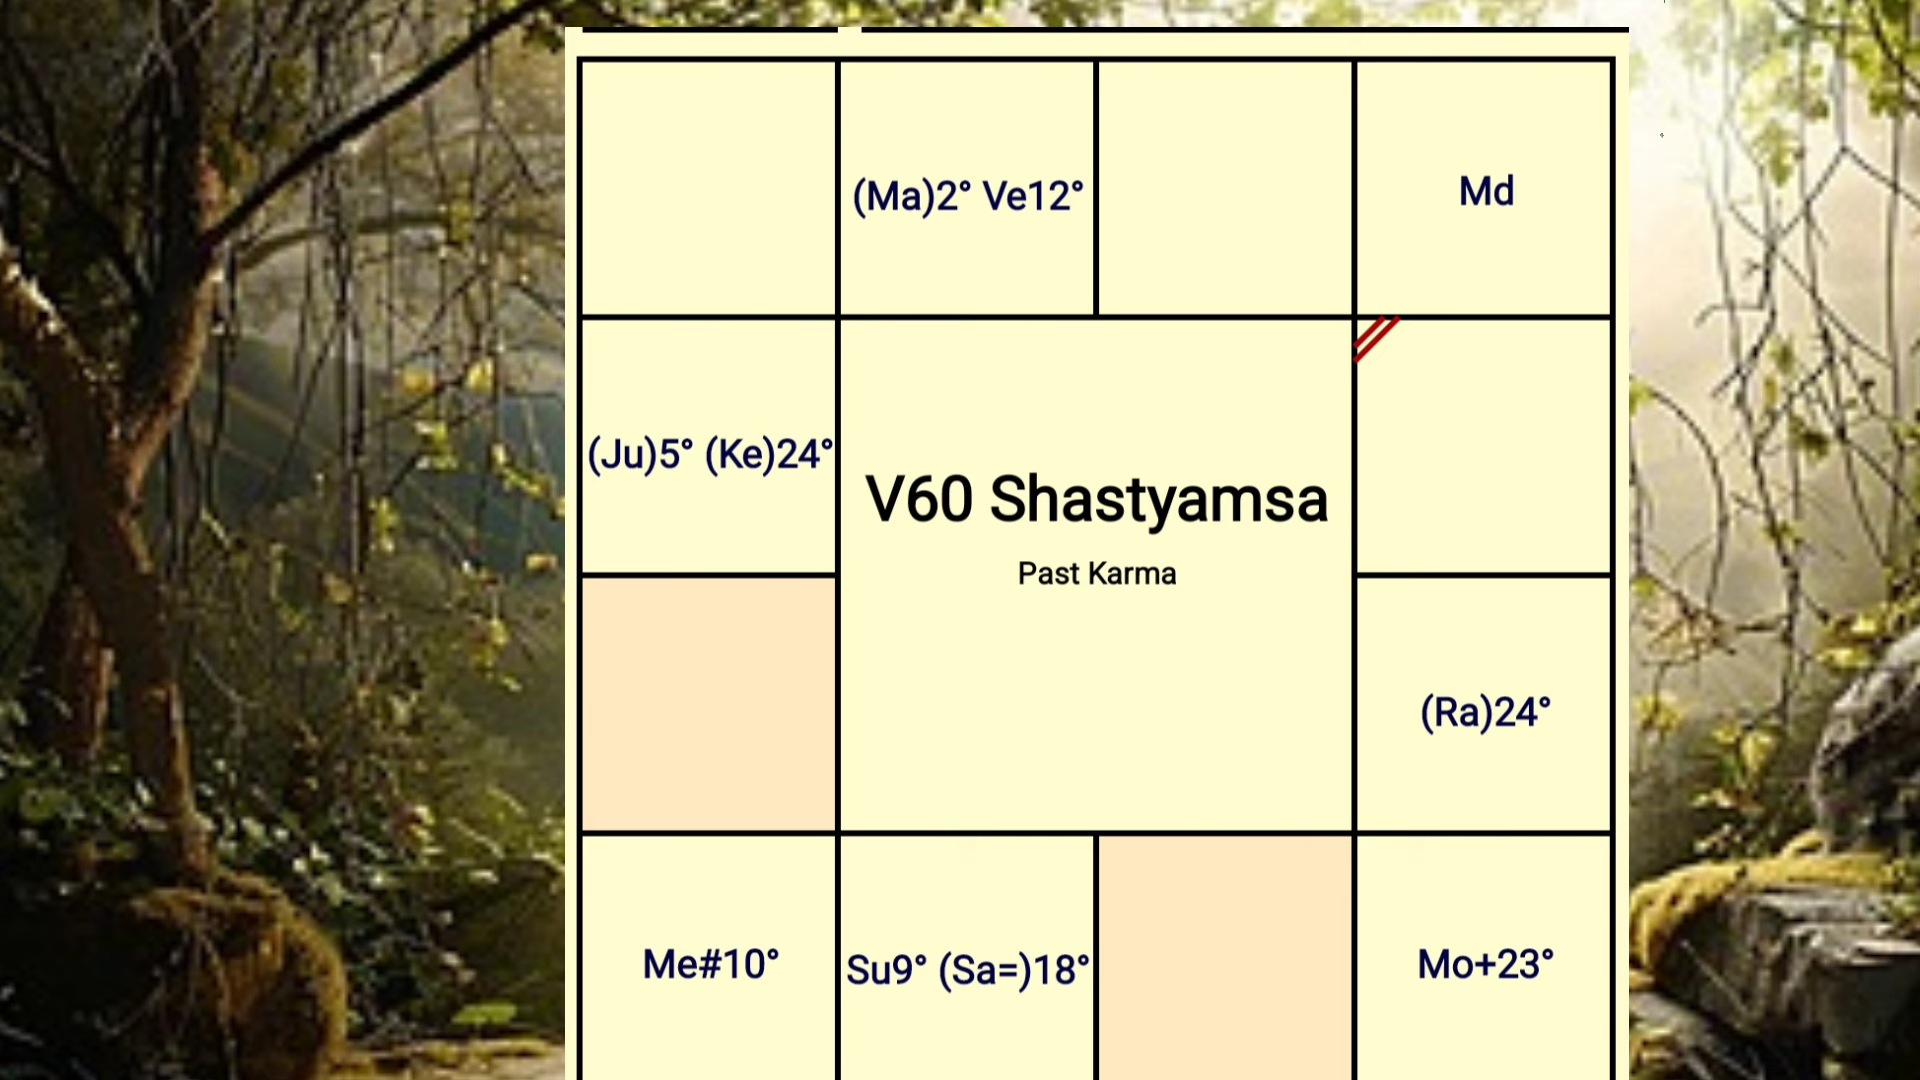 (Ma)2° Ve12°
Md
(Ju)5° (Ke)24°
V60 Shastyamsa
Past Karma
(Ra)24°
Me#10°
Su9° (Sa=)18°
Mo+23°